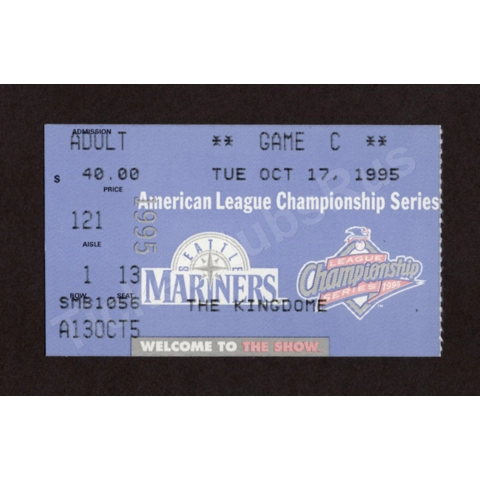 ADMISSION
ADULT
** GAME C **
$ 40.00
PRICE
TUE OCT 17, 1995
American League Championship Series
121
AISLE
1995
SEATTLE
MARINERS
LEAGUE
Championship
SERIES 1995
1 13
ROW SEAT
THE KINGDOME
SMB1056
A130CT5
WELCOME TO THE SHOW